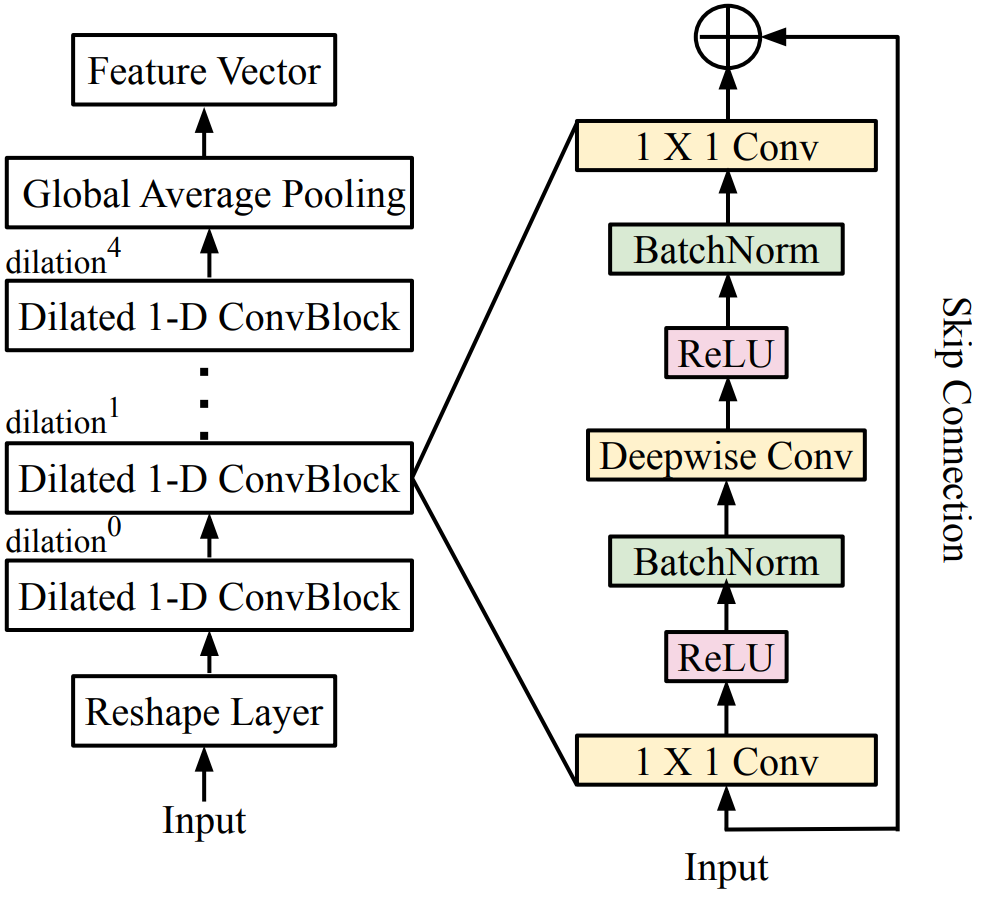 Feature Vector
Global Average Pooling
dilation4
Dilated 1-D ConvBlock
dilation1
Dilated 1-D ConvBlock
dilation0
Dilated 1-D ConvBlock
Reshape Layer
Input
1 X 1 Conv
BatchNorm
ReLU
Deepwise Conv
BatchNorm
ReLU
1 X 1 Conv
Input
Skip Connection